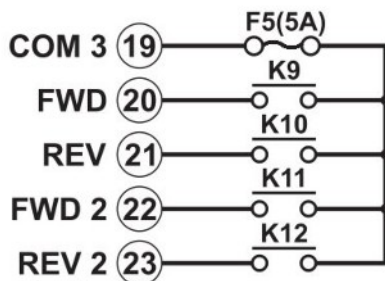 F5(5A)
COM 3 19
K9
FWD 20
K10
REV 21
K11
FWD 2 22
K12
REV 2 23